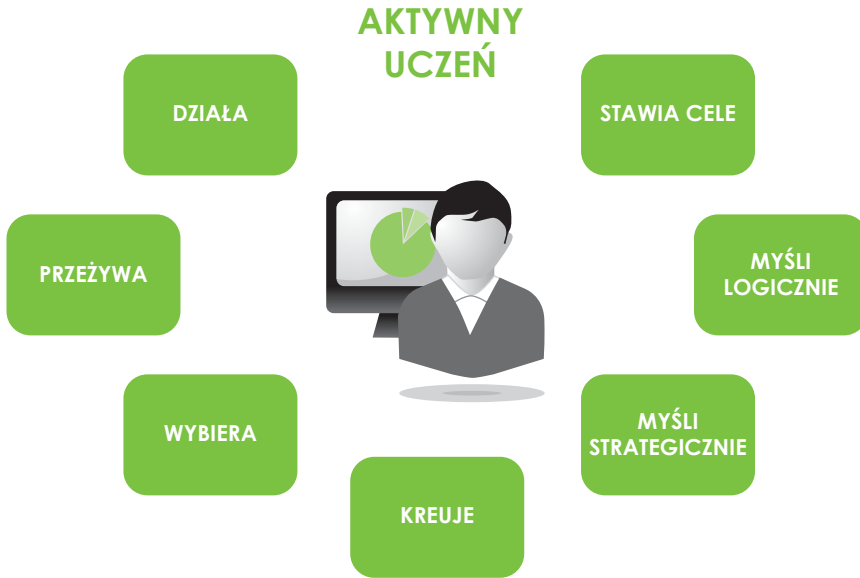 AKTYWNY
UCZEŃ
DZIAŁA
STAWIA CELE
PRZEŻYWA
MYŚLI
LOGICZNIE
WYBIERA
MYŚLI
STRATEGICZNIE
KREUJE